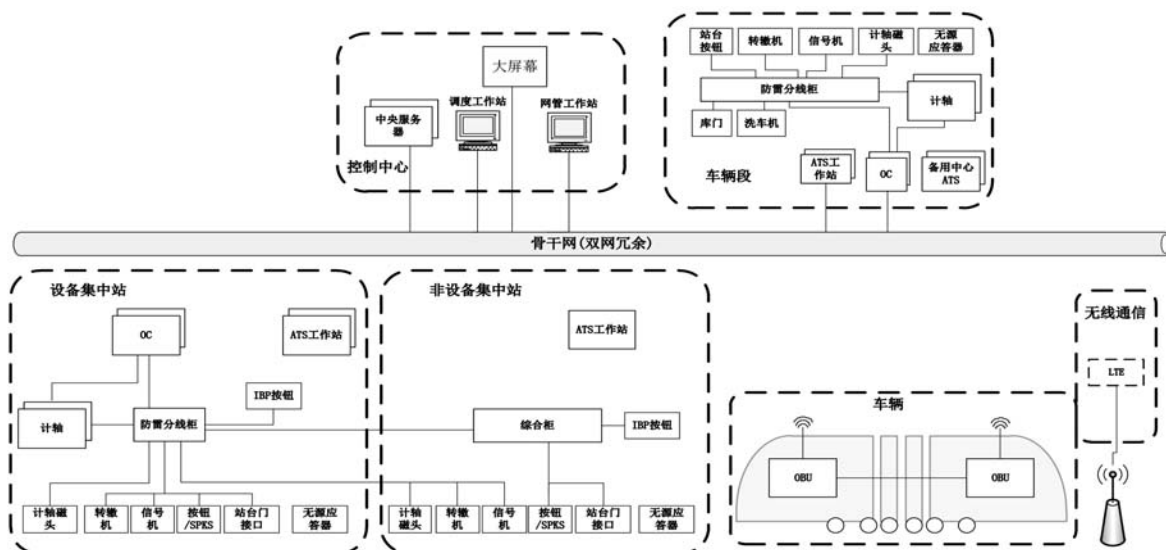 大屏幕
调度工作站
网管工作站
中央服务
器
控制中心
站台
按钮
转辙机
信号机
计轴磁
头
无源
应答器
防雷分线柜
计轴
库门
洗车机
车辆段
ATS工
作站
OC
备用中心
ATS
骨干网(双网冗余)
设备集中站
OC
ATS工作站
IBP按钮
计轴
防雷分线柜
计轴磁
头
转辙
机
信号
机
按钮
/SPKS
站台门
接口
无源应
答器
非设备集中站
ATS工作站
综合柜
IBP按钮
计轴
磁头
转辙
机
信号
机
按钮
/SPKS
站台门
接口
无源应
答器
车辆
OBU
OBU
无线通信
LTE